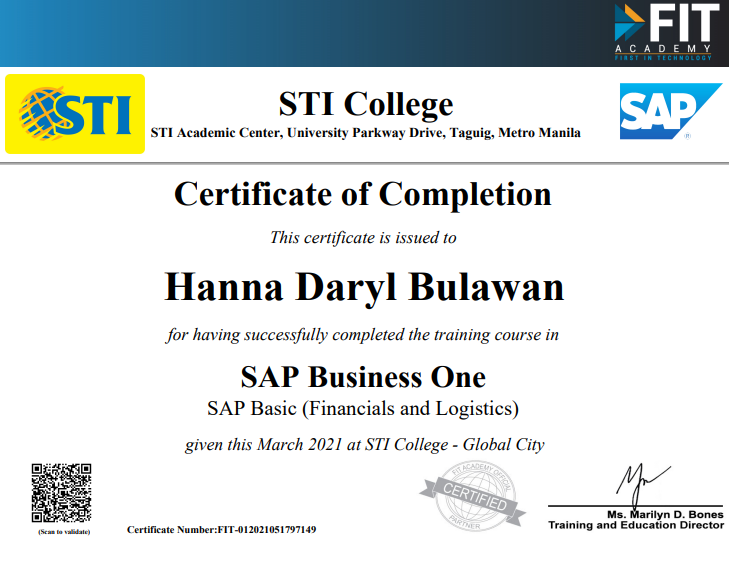 FIT
ACADEMY
FIRST IN TECHNOLOGY
STI
STI College
STI Academic Center, University Parkway Drive, Taguig, Metro Manila
SAP
®
Certificate of Completion
This certificate is issued to
Hanna Daryl Bulawan
for having successfully completed the training course in
SAP Business One
SAP Basic (Financials and Logistics)
given this March 2021 at STI College - Global City
FIT ACADEMY OFFICIAL
CERTIFIED
PARTNER
(Scan to validate)
Certificate Number:FIT-012021051797149
Ms. Marilyn D. Bones
Training and Education Director